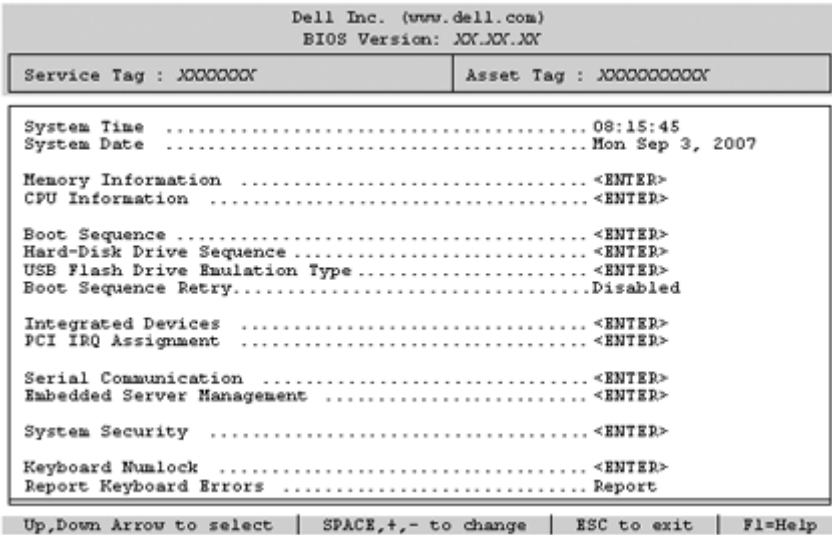 Dell Inc. (www.dell.com)
BIOS Version: XX.XX.XX
Service Tag : XXXXXXX Asset Tag : XXXXXXXXXX
System Time ........................................ 08:15:45
System Date ........................................ Mon Sep 3, 2007
Memory Information ................................. <ENTER>
CPU Information .................................... <ENTER>
Boot Sequence ....................................... <ENTER>
Hard-Disk Drive Sequence ............................ <ENTER>
USB Flash Drive Emulation Type ...................... <ENTER>
Boot Sequence Retry.................................. Disabled
Integrated Devices ................................. <ENTER>
PCI IRQ Assignment ................................. <ENTER>
Serial Communication ............................... <ENTER>
Embedded Server Management ......................... <ENTER>
System Security .................................... <ENTER>
Keyboard Numlock ................................... <ENTER>
Report Keyboard Errors ............................. Report
Up,Down Arrow to select | SPACE,+,- to change | ESC to exit | F1=Help